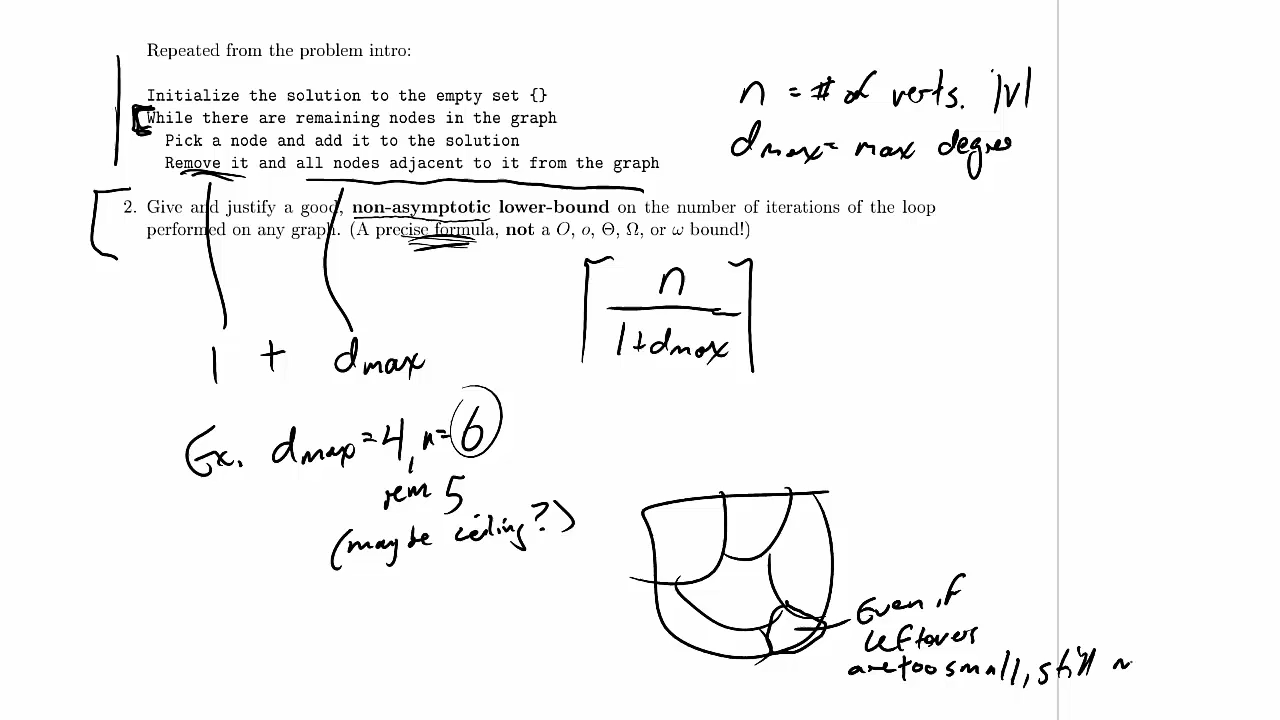 Repeated from the problem intro:
Initialize the solution to the empty set {}
While there are remaining nodes in the graph
Pick a node and add it to the solution
Remove it and all nodes adjacent to it from the graph
n = # of verts. |V|
dmax = max degree
2. Give and justify a good, non-asymptotic lower-bound on the number of iterations of the loop
performed on any graph. (A precise formula, not a O, o, Θ, Ω, or ω bound!)
⌈ n / 1+dmax ⌉
1 + dmax
Ex. dmax=4, n=6
rem 5
(maybe ceiling?)
Even if
leftovers
are too small, still n